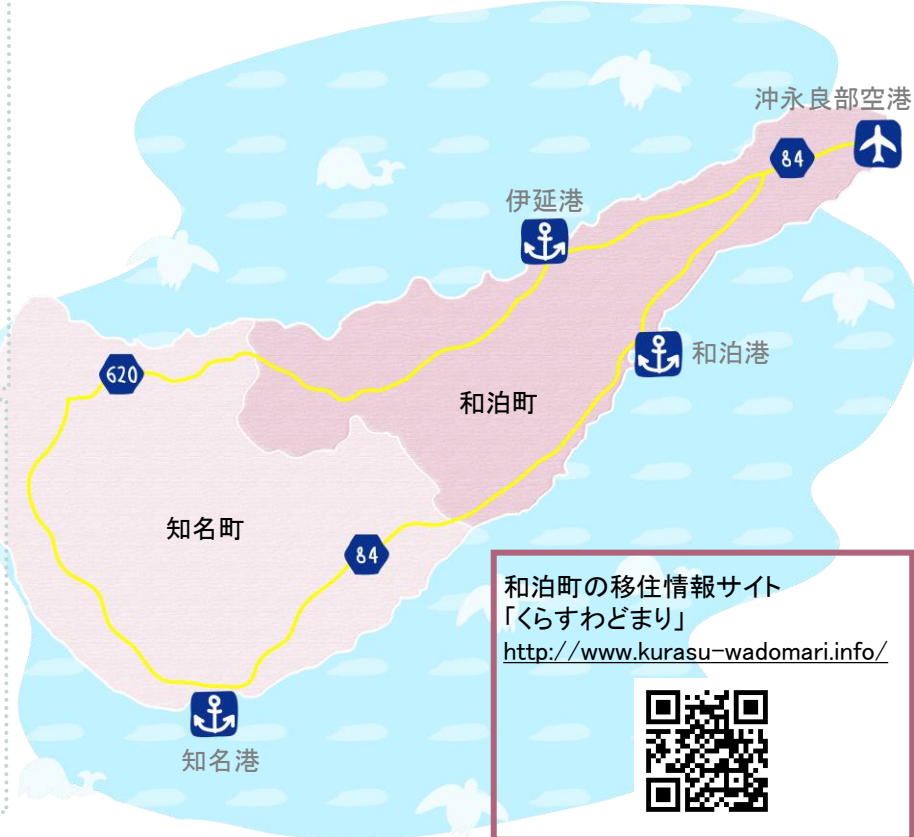 沖永良部空港
84
伊延港
和泊港
620
和泊町
知名町
84
知名港
和泊町の移住情報サイト
「くらすわどまり」
http://www.kurasu-wadomari.info/